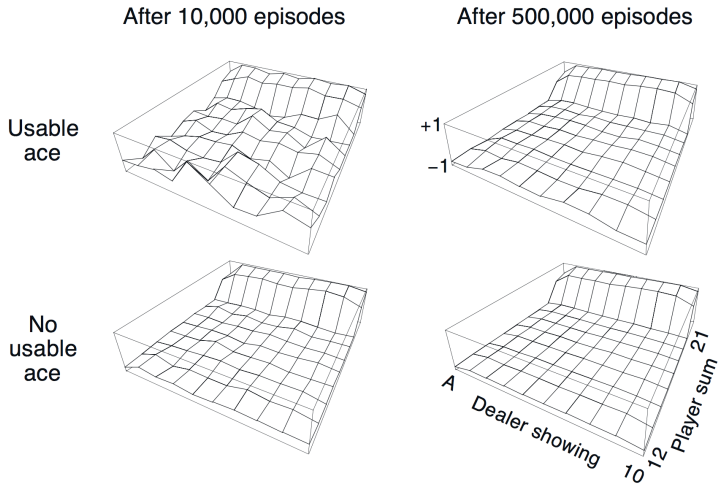 After 10,000 episodes
After 500,000 episodes
Usable
ace
+1
−1
No
usable
ace
A
Dealer showing
10
12
Player sum
21